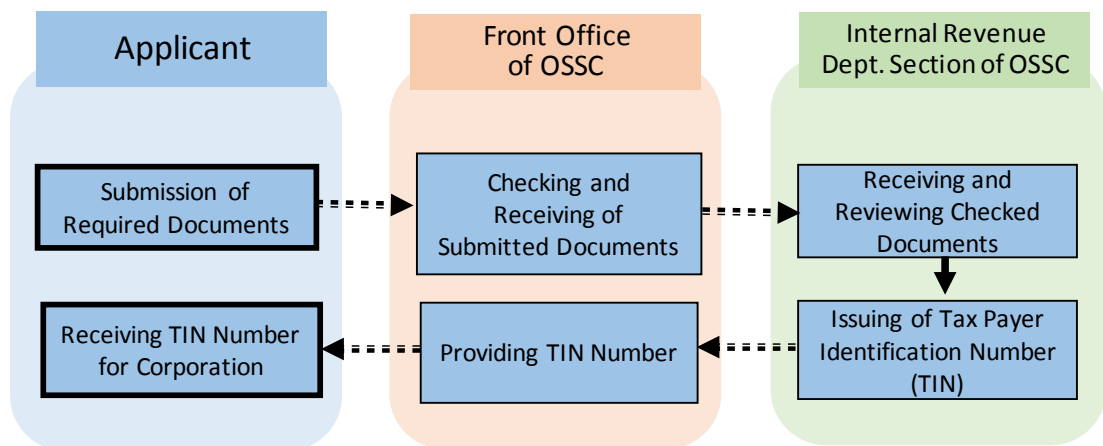 Applicant
Front Office
of OSSC
Internal Revenue
Dept. Section of OSSC
Submission of
Required Documents
Checking and
Receiving of
Submitted Documents
Receiving and
Reviewing Checked
Documents
Receiving TIN Number
for Corporation
Providing TIN Number
Issuing of Tax Payer
Identification Number
(TIN)